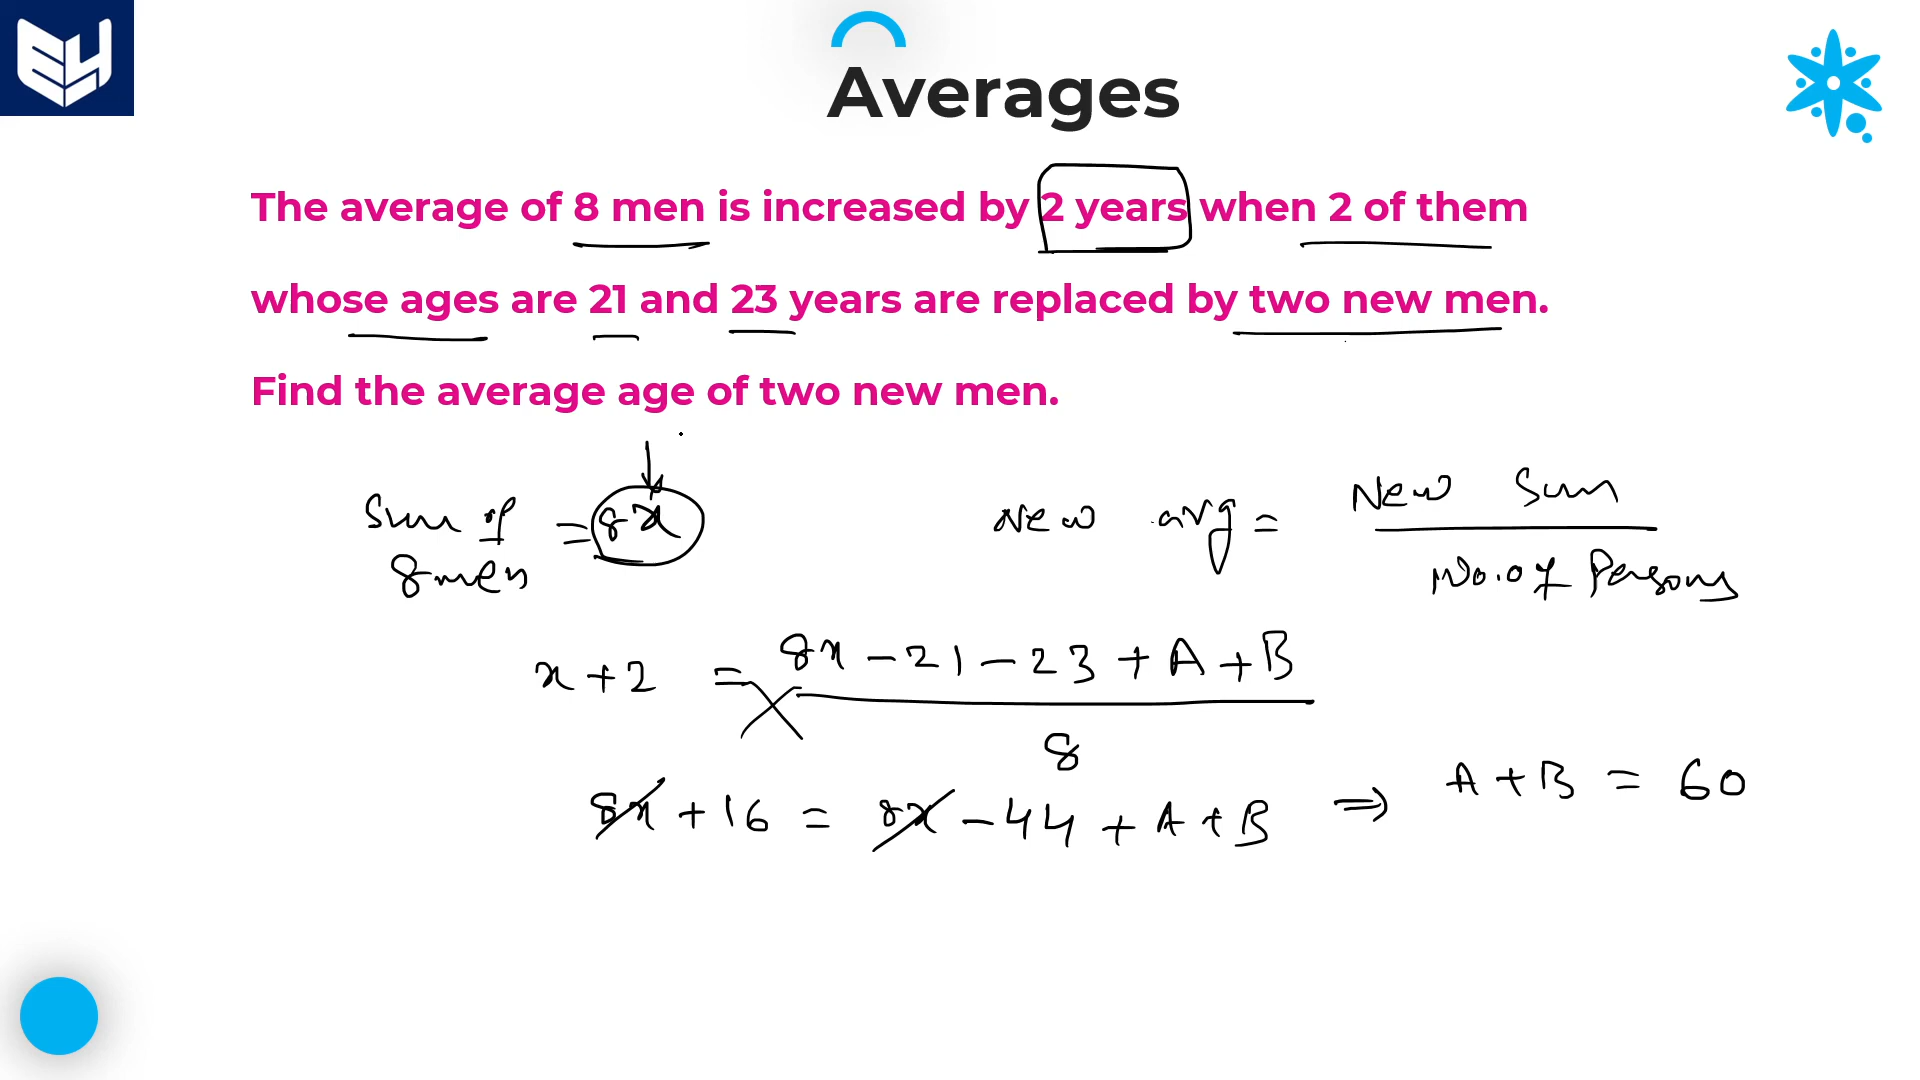 EY
Averages
The average of 8 men is increased by 2 years when 2 of them
whose ages are 21 and 23 years are replaced by two new men.
Find the average age of two new men.
Sum of 8 men = 8x
New avg = New Sum / No. of Persons
x + 2 = 8x - 21 - 23 + A + B / 8
8x + 16 = 8x - 44 + A + B ⇒ A + B = 60